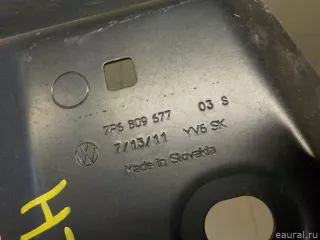 7P6 809 677 03 S
7/13/11 YV6 SK
Made in Slovakia
H
eaural.ru